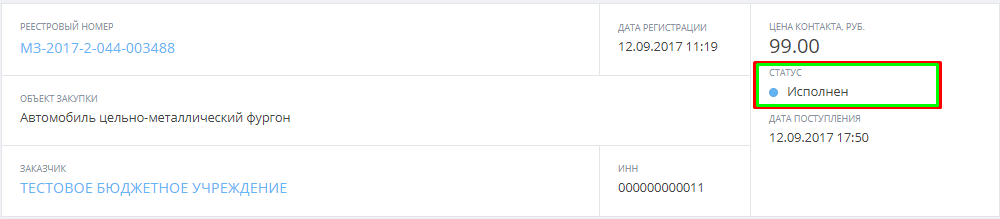 РЕЕСТРОВЫЙ НОМЕР
МЗ-2017-2-044-003488
ДАТА РЕГИСТРАЦИИ
12.09.2017 11:19
ЦЕНА КОНТАКТА, РУБ.
99.00
СТАТУС
Исполнен
ДАТА ПОСТУПЛЕНИЯ
12.09.2017 17:50
ОБЪЕКТ ЗАКУПКИ
Автомобиль цельно-металлический фургон
ЗАКАЗЧИК
ТЕСТОВОЕ БЮДЖЕТНОЕ УЧРЕЖДЕНИЕ
ИНН
000000000011